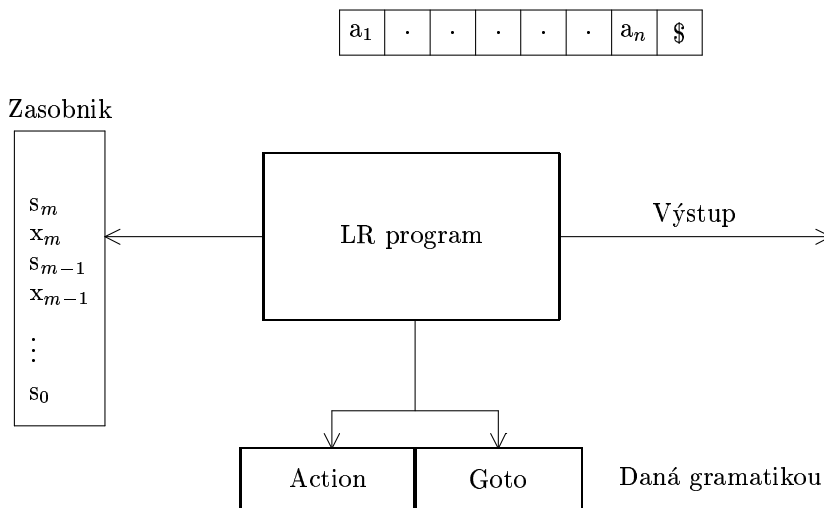 a₁ · · · · · aₙ $
Zasobnik
sₘ
xₘ
sₘ₋₁
xₘ₋₁
⋮
s₀
LR program
Výstup
Action Goto Daná gramatikou